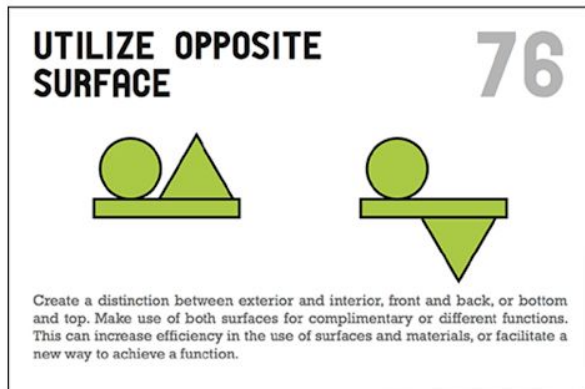 UTILIZE OPPOSITE
SURFACE
76
Create a distinction between exterior and interior, front and back, or bottom
and top. Make use of both surfaces for complimentary or different functions.
This can increase efficiency in the use of surfaces and materials, or facilitate a
new way to achieve a function.